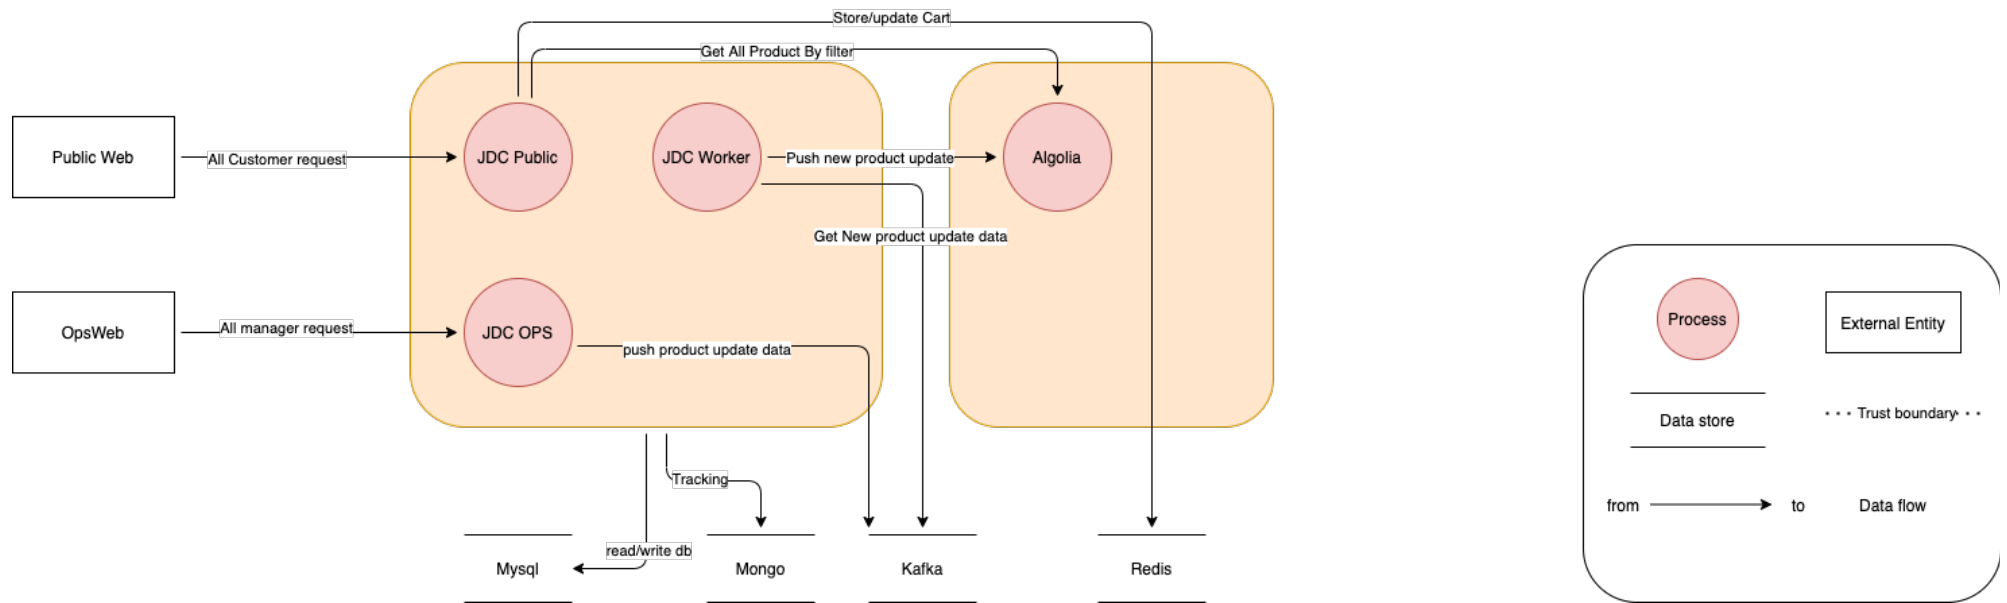 Store/update Cart
Get All Product By filter
Public Web
All Customer request
JDC Public
JDC Worker
Push new product update
Algolia
Get New product update data
OpsWeb
All manager request
JDC OPS
push product update data
Tracking
read/write db
Mysql
Mongo
Kafka
Redis
Process
External Entity
Data store
Trust boundary
from
to
Data flow